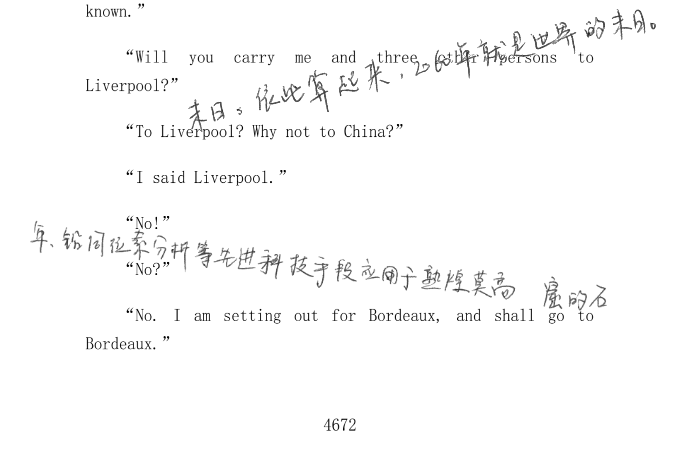 known.”
“Will you carry me and three other persons to
Liverpool?”
末日。依此算起来，2060年就是世界的末日。
“To Liverpool? Why not to China?”
“I said Liverpool.”
“No!”
年、铅同位素分析等先进科技手段应用于敦煌莫高 窟的石
“No?”
“No. I am setting out for Bordeaux, and shall go to
Bordeaux.”
4672